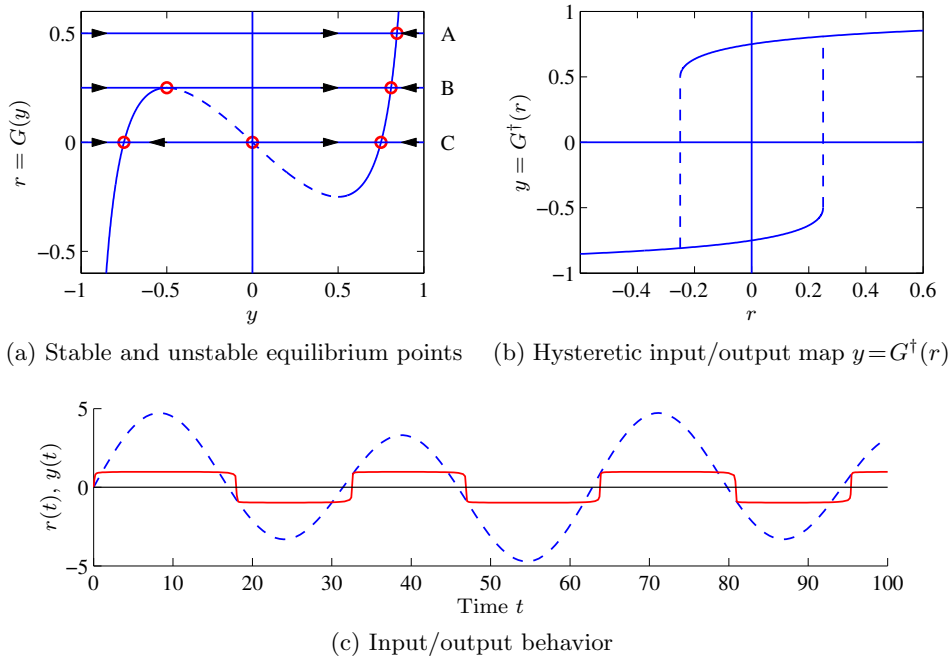 0.5
0
−0.5
−1
−0.5
0
0.5
1
r = G(y)
y
A
B
C
1
0.5
0
−0.5
−1
−0.4
−0.2
0
0.2
0.4
0.6
y = G†(r)
r
(a) Stable and unstable equilibrium points
(b) Hysteretic input/output map y=G†(r)
5
0
−5
0
10
20
30
40
50
60
70
80
90
100
r(t), y(t)
Time t
(c) Input/output behavior